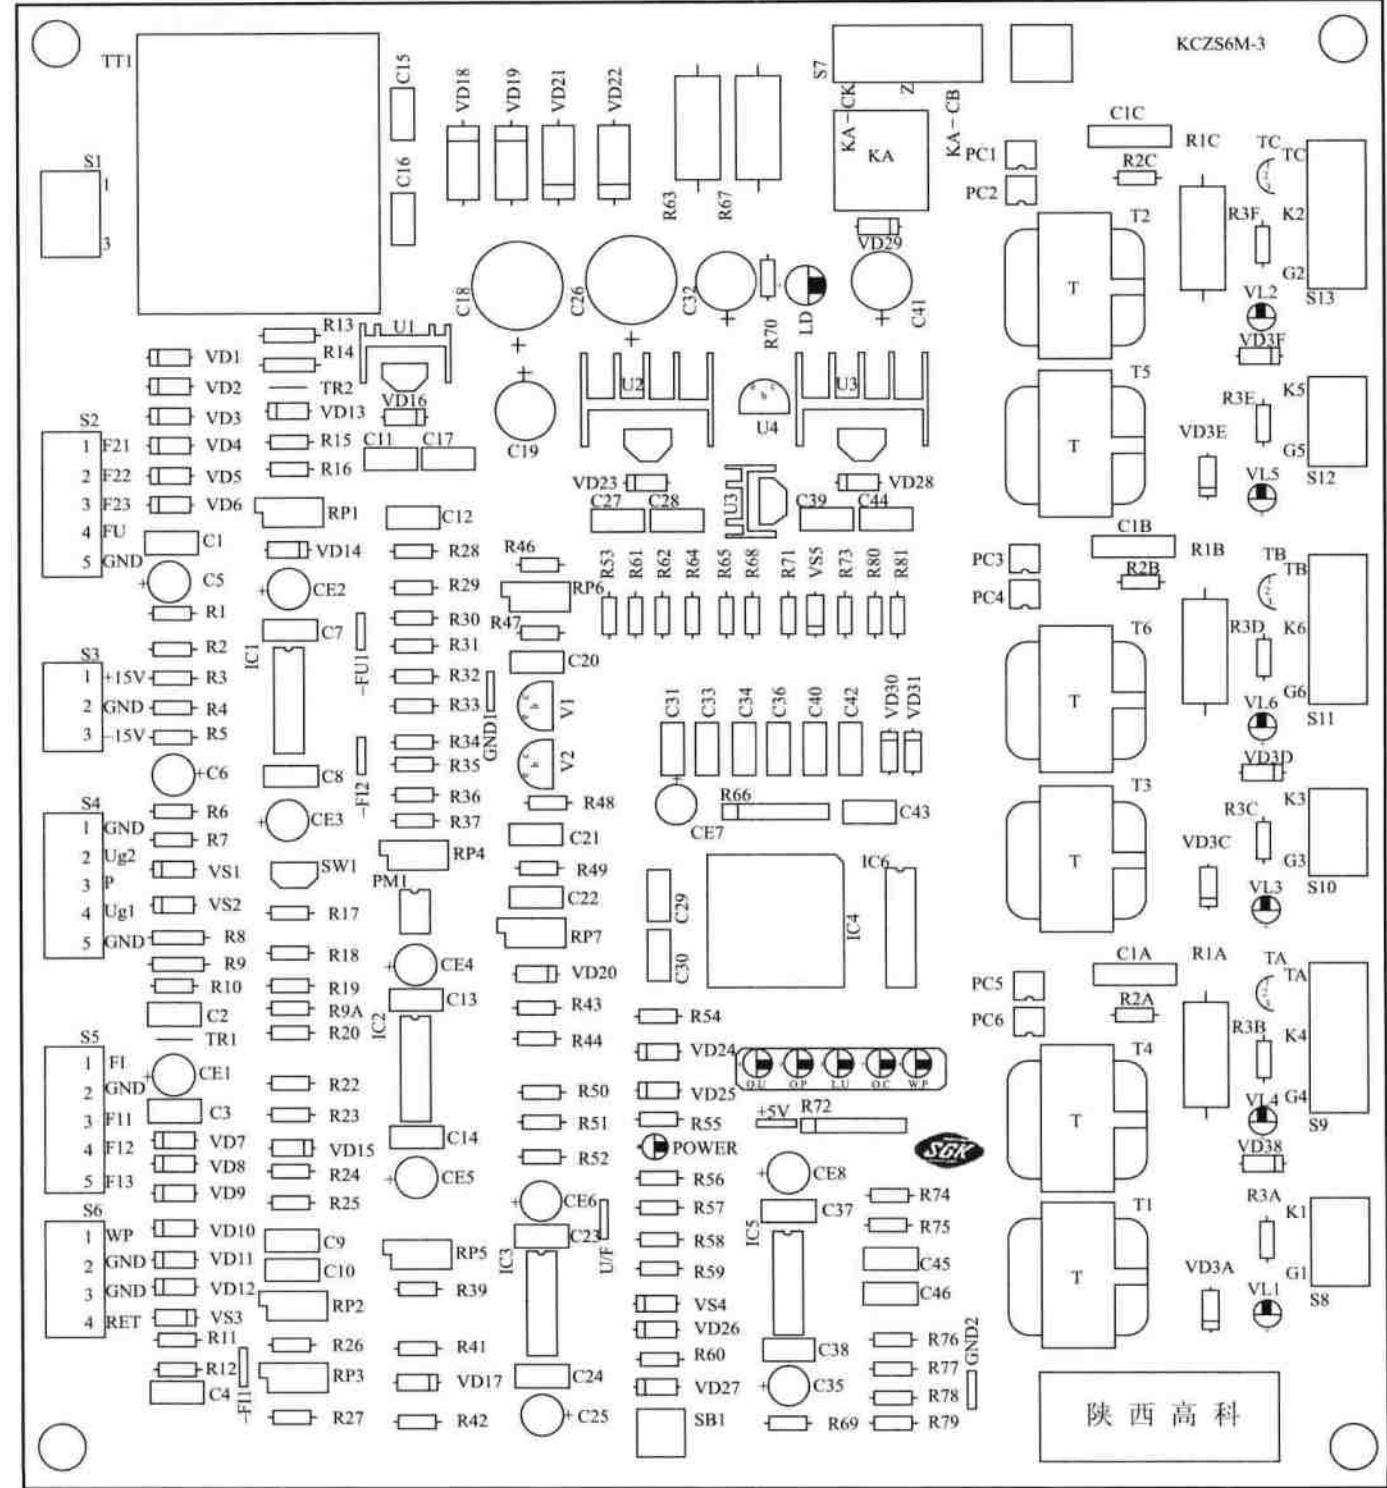 TT1
C15
C16
VD18
VD19
VD21
VD22
R63
R67
S7
KA-CK
Z
KA-CB
KA
VD29
KCZS6M-3
PC1
PC2
C1C
R2C
R1C
TC
TC
K2
G2
S13
R3F
VL2
VD3F
T2
T
S1
1
3
C18
C26
C32
R70
LD
C41
R13
R14
U1
TR2
VD13
VD16
R15
R16
C11
C17
C19
U2
U4
e b c
U3
VD23
VD28
C27
C28
U3
C39
C44
VD1
VD2
VD3
VD4
VD5
VD6
S2
1 F21
2 F22
3 F23
4 FU
5 GND
T5
T
VD3E
R3E
VL5
K5
G5
S12
RP1
VD14
C12
C1
C5
CE2
C7
IC1
R1
R2
R3
R4
R5
C6
S3
1 +15V
2 GND
3 -15V
R28
R29
R30
R31
R32
R33
R34
R35
R36
R37
RP4
-FU1
-FI2
GND1
R46
RP6
R47
C20
V1
V2
e b c
e b c
R48
C21
R49
C22
RP7
VD20
R43
R44
R50
R51
R52
R53
R61
R62
R64
R65
R68
R71
VS5
R73
R80
R81
C31
C33
C34
C36
C40
C42
VD30
VD31
CE7
R66
C43
PC3
PC4
C1B
R2B
R1B
TB
TB
K6
G6
S11
R3D
VL6
VD3D
T6
T
T3
T
VD3C
R3C
VL3
K3
G3
S10
C8
CE3
SW1
PM1
R6
R7
VS1
VS2
R8
R9
R10
C2
TR1
CE1
C3
S4
1 GND
2 Ug2
3 P
4 Ug1
5 GND
R17
R18
R19
R9A
R20
R22
R23
VD15
R24
R25
CE4
C13
IC2
C14
CE5
C29
C30
IC4
IC6
PC5
PC6
C1A
R2A
R1A
TA
TA
K4
G4
S9
R3B
VL4
VD38
T4
T
S5
1 FI
2 GND
3 F11
4 F12
5 F13
VD7
VD8
VD9
R54
VD24
VD25
R55
POWER
O.U
O.P
L.U
O.C
W.P
+5V
R72
SGK
R56
R57
R58
R59
VS4
VD26
R60
VD27
SB1
CE8
C37
IC5
C38
C35
R69
R74
R75
C45
C46
R76
R77
R78
R79
GND2
T1
T
VD3A
R3A
VL1
K1
G1
S8
S6
1 WP
2 GND
3 GND
4 RET
VD10
VD11
VD12
VS3
R11
R12
C4
-FI1
C9
C10
RP2
R26
RP3
R27
RP5
R39
R41
VD17
R42
CE6
C23
IC3
U/F
C24
C25
陕西高科